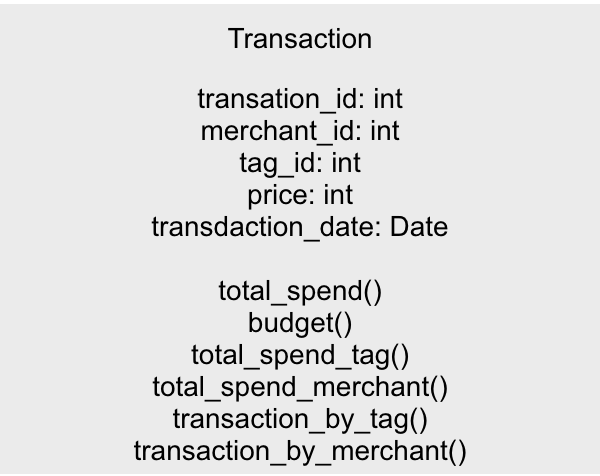 Transaction
transation_id: int
merchant_id: int
tag_id: int
price: int
transdaction_date: Date
total_spend()
budget()
total_spend_tag()
total_spend_merchant()
transaction_by_tag()
transaction_by_merchant()